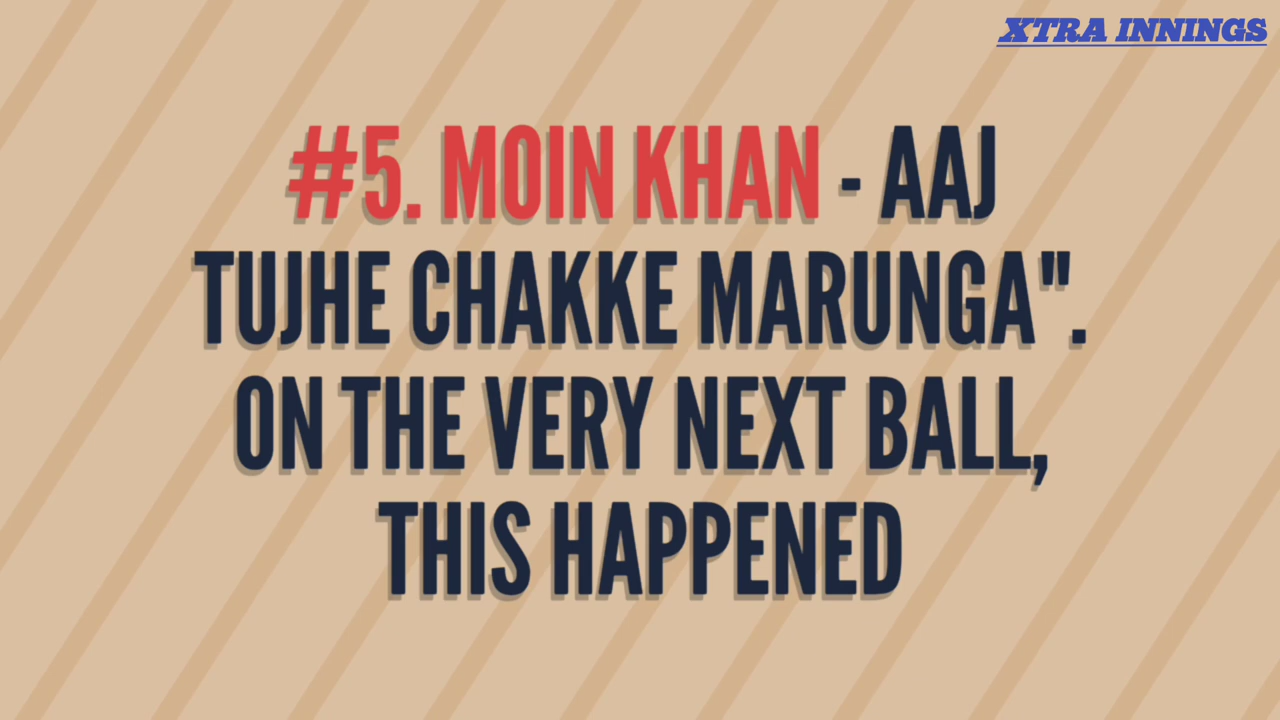 XTRA INNINGS
#5. MOIN KHAN - AAJ
TUJHE CHAKKE MARUNGA".
ON THE VERY NEXT BALL,
THIS HAPPENED